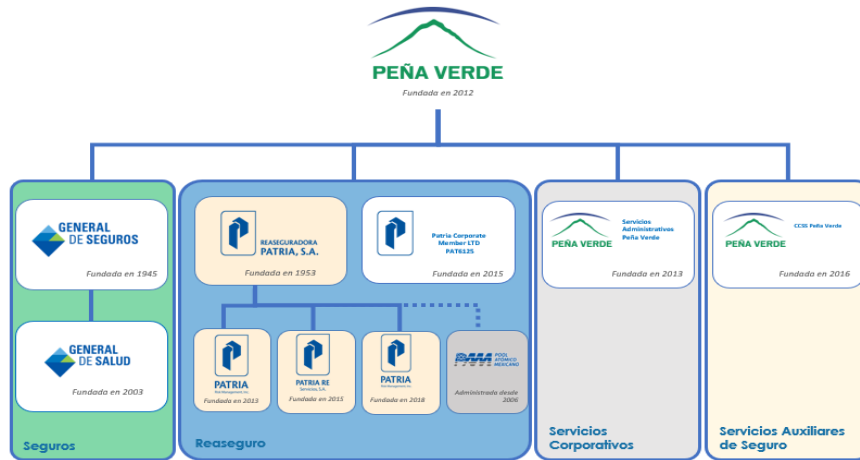 PEÑA VERDE
Fundada en 2012
GENERAL
DE SEGUROS
Fundada en 1945
GENERAL
DE SALUD
Fundada en 2003
Seguros
REASEGURADORA
PATRIA, S.A.
Fundada en 1953
Patria Corporate
Member LTD
PAT6125
Fundada en 2015
PATRIA
Fundada en 2013
PATRIA RE
Servicios, S.A.
Fundada en 2015
PATRIA
Fundada en 2018
POOL
ATÓMICO
MEXICANO
Administrada desde
2006
Reaseguro
PEÑA VERDE
Servicios
Administrativos
Peña Verde
Fundada en 2013
Servicios
Corporativos
PEÑA VERDE
CCSS Peña Verde
Fundada en 2016
Servicios Auxiliares
de Seguro